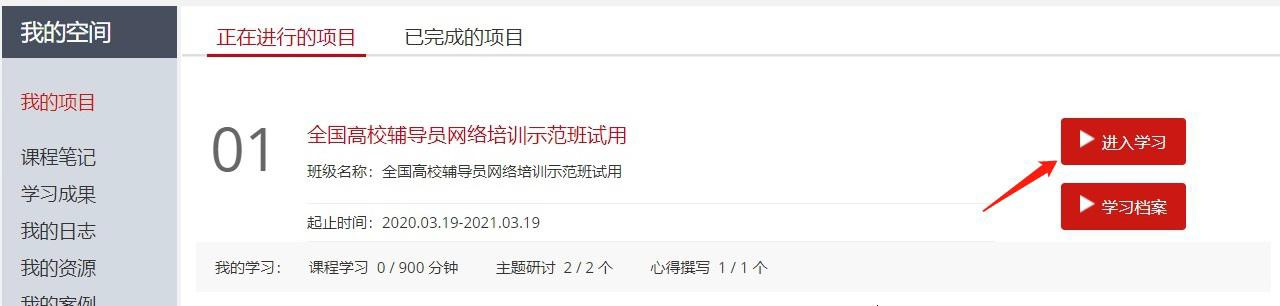 我的空间
正在进行的项目 已完成的项目
我的项目
01
全国高校辅导员网络培训示范班试用
进入学习
课程笔记
班级名称：全国高校辅导员网络培训示范班试用
学习成果
学习档案
我的日志
起止时间：2020.03.19-2021.03.19
我的资源
我的学习： 课程学习 0 / 900 分钟 主题研讨 2 / 2 个 心得撰写 1 / 1 个
我的案例